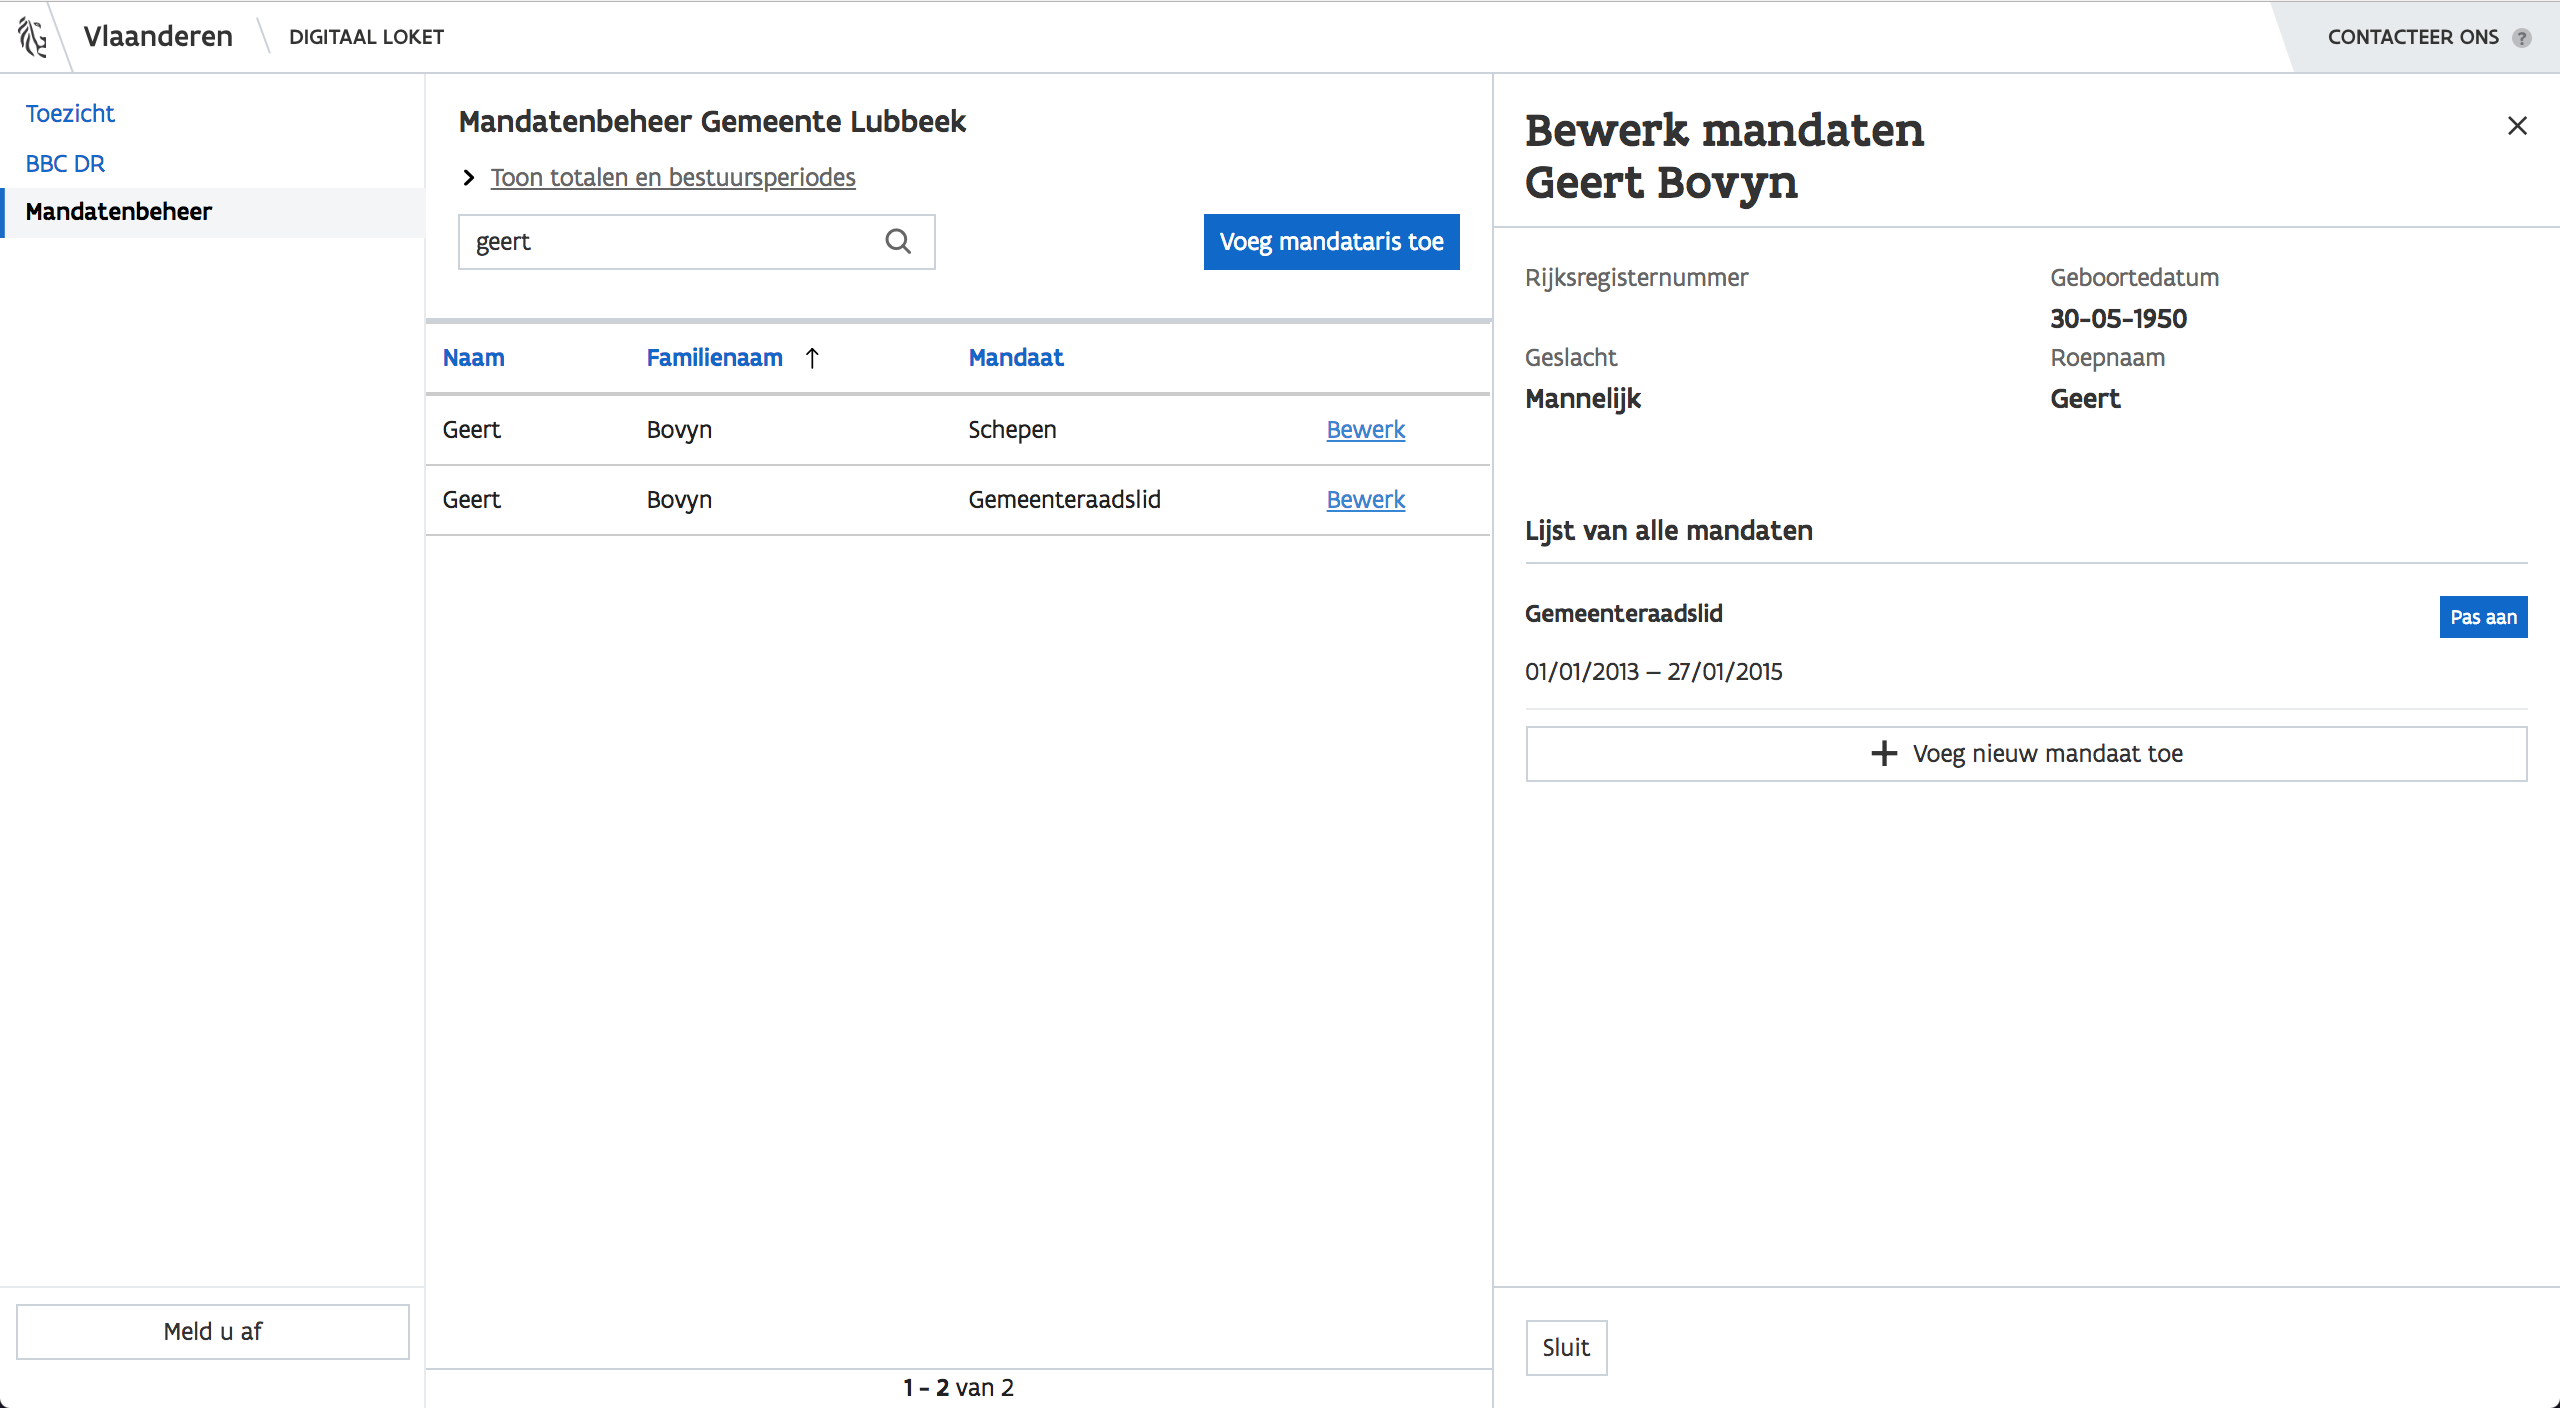 Vlaanderen
DIGITAAL LOKET
CONTACTEER ONS ?
Toezicht
BBC DR
Mandatenbeheer
Meld u af
Mandatenbeheer Gemeente Lubbeek
Toon totalen en bestuursperiodes
geert
Voeg mandataris toe
Naam Familienaam ↑ Mandaat
Geert Bovyn Schepen Bewerk
Geert Bovyn Gemeenteraadslid Bewerk
1 - 2 van 2
Bewerk mandaten
Geert Bovyn
Rijksregisternummer Geboortedatum
30-05-1950
Geslacht Roepnaam
Mannelijk Geert
Lijst van alle mandaten
Gemeenteraadslid Pas aan
01/01/2013 – 27/01/2015
+ Voeg nieuw mandaat toe
Sluit